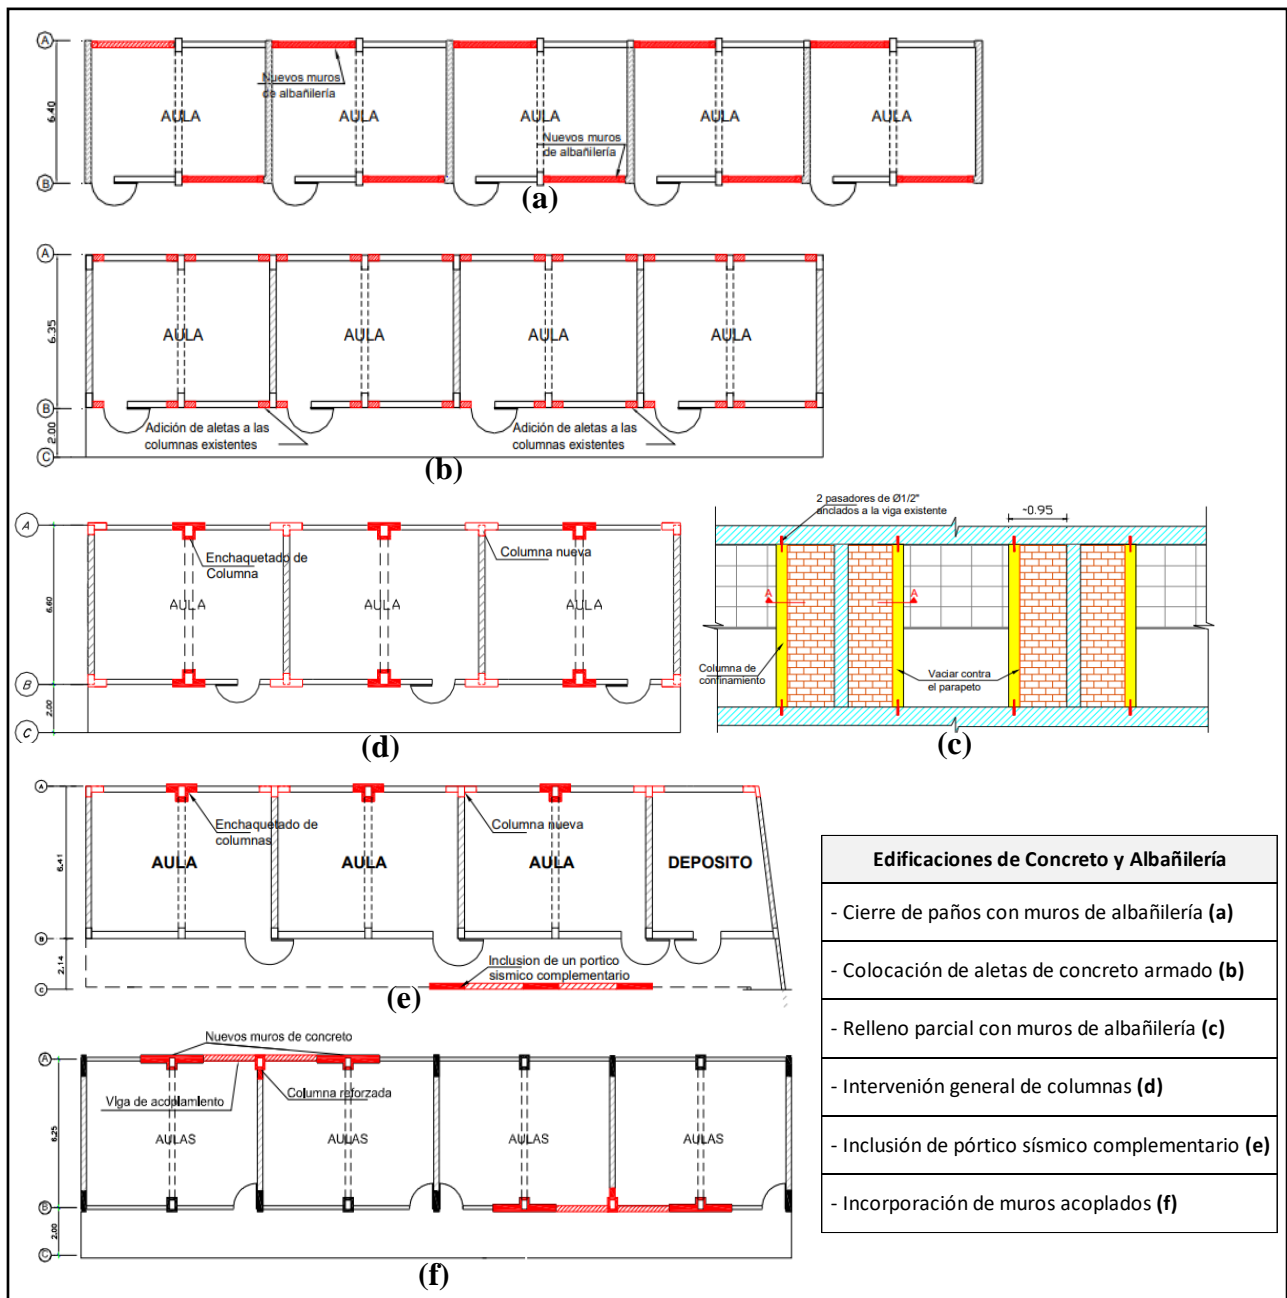 A
Nuevos muros
de albañilería
6.40
AULA
AULA
AULA
AULA
AULA
Nuevos muros
de albañilería
B
(a)
A
6.35
AULA
AULA
AULA
AULA
B
2.00
Adición de aletas a las
columnas existentes
Adición de aletas a las
columnas existentes
C
(b)
A
Enchaquetado de
Columna
Columna nueva
6.60
AULA
AULA
AULA
B
2.00
C
(d)
2 pasadores de Ø1/2"
anclados a la viga existente
~0.95
A
A
Columna de
confinamiento
Vaciar contra
el parapeto
(c)
A
Enchaquetado de
columnas
Columna nueva
6.41
AULA
AULA
AULA
DEPOSITO
B
2.14
Inclusion de un portico
sismico complementario
C
(e)
Nuevos muros de concreto
A
Viga de acoplamiento
Columna reforzada
6.25
AULAS
AULAS
AULAS
AULAS
B
2.00
C
(f)
Edificaciones de Concreto y Albañilería
- Cierre de paños con muros de albañilería (a)
- Colocación de aletas de concreto armado (b)
- Relleno parcial con muros de albañilería (c)
- Intervenión general de columnas (d)
- Inclusión de pórtico sísmico complementario (e)
- Incorporación de muros acoplados (f)